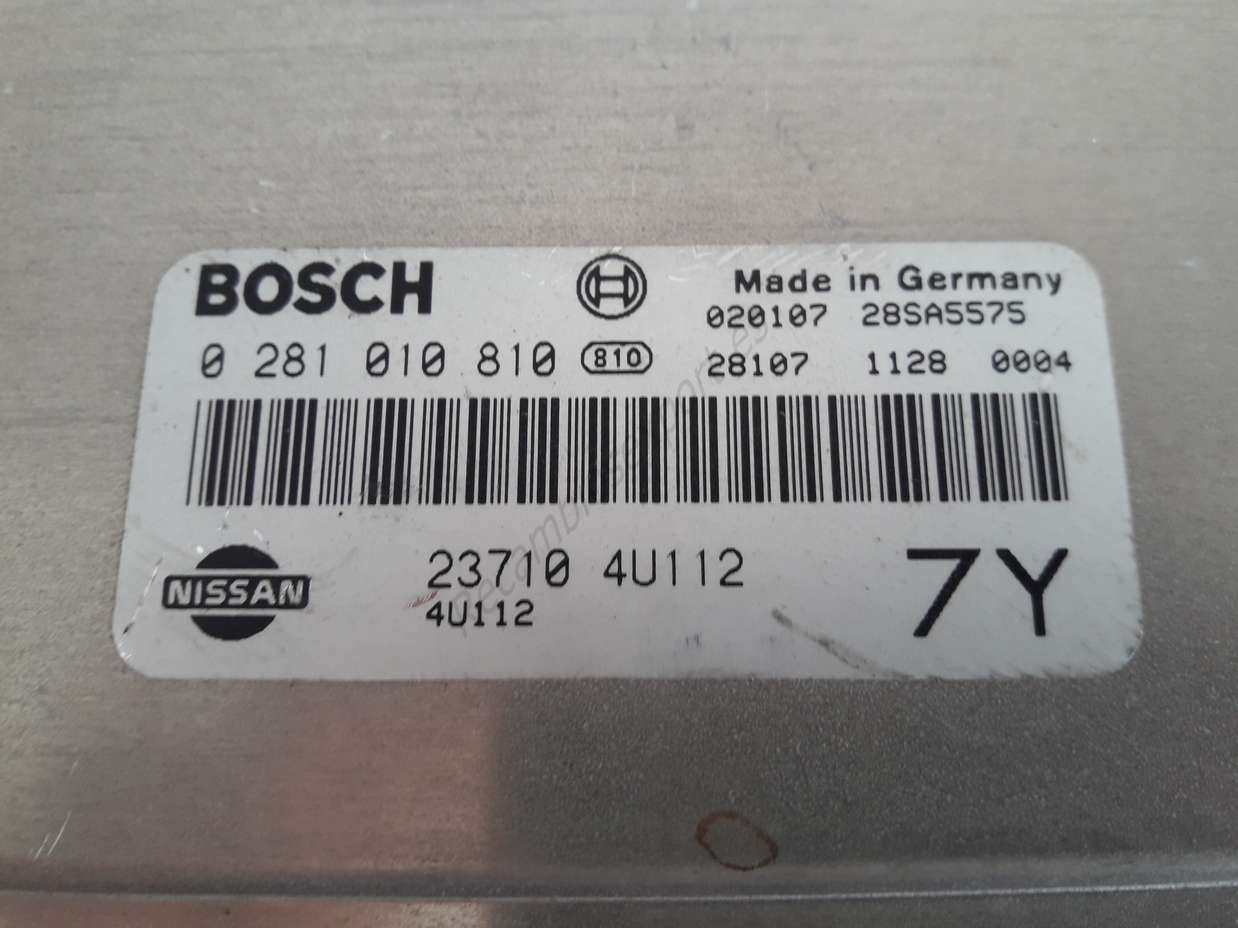 BOSCH
Made in Germany
020107 28SA5575
0 281 010 810 810
28107 1128 0004
NISSAN
23710 4U112
4U112
7Y